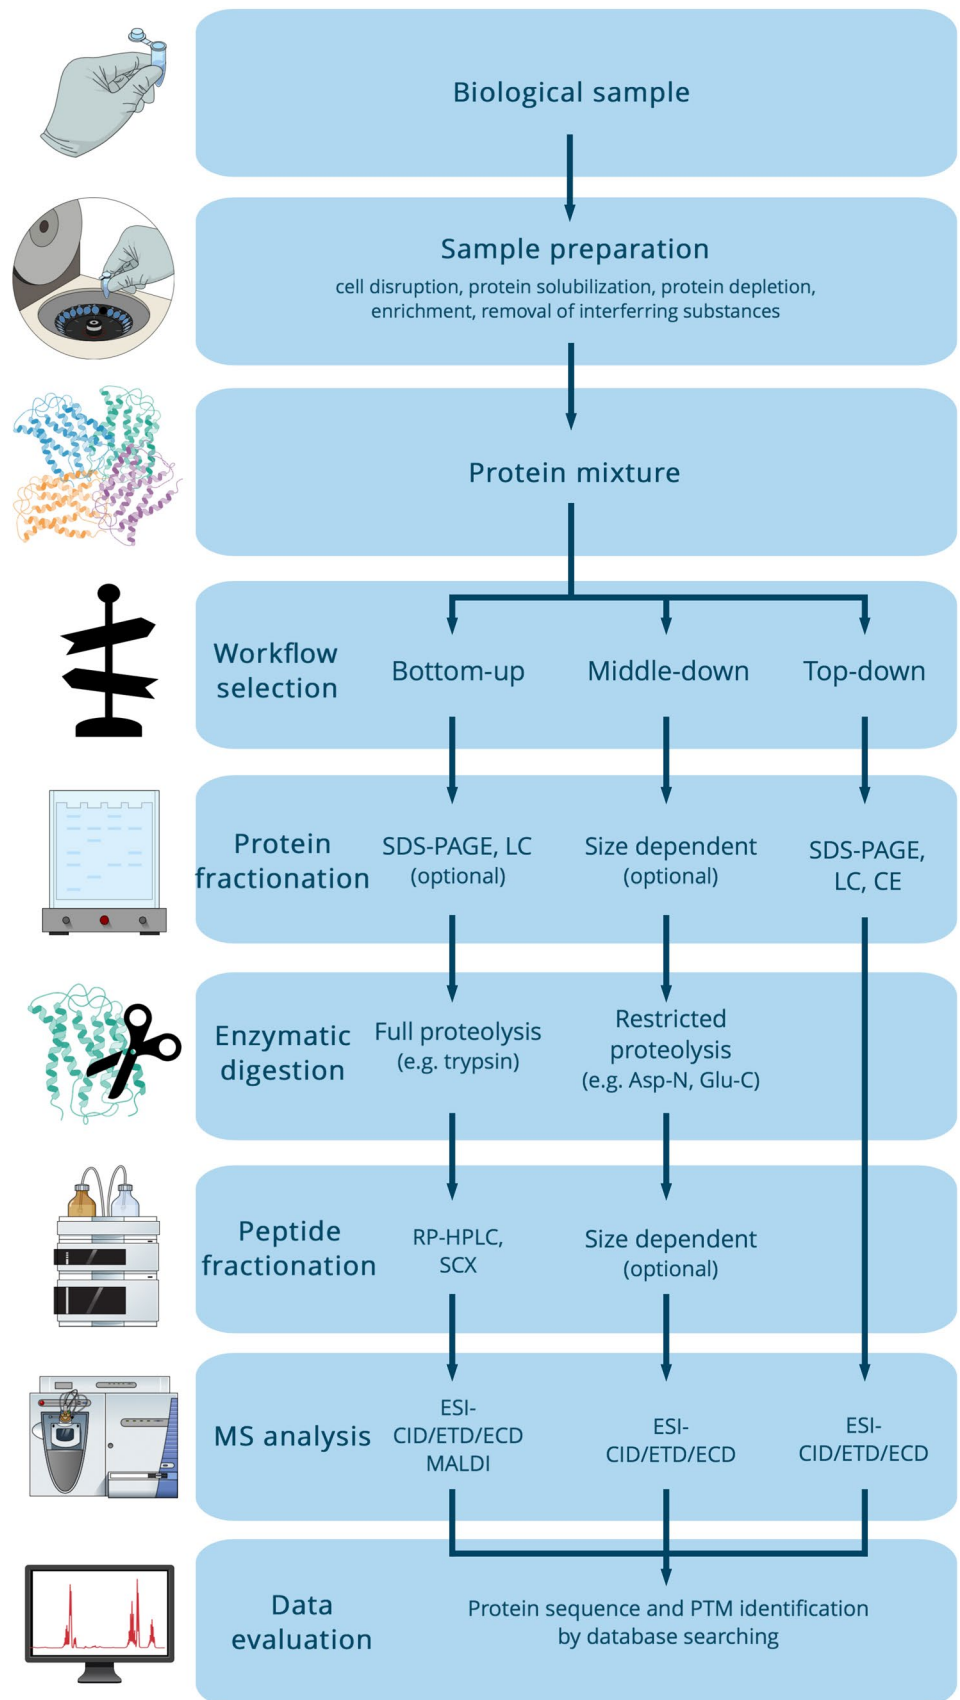 Biological sample
Sample preparation
cell disruption, protein solubilization, protein depletion,
enrichment, removal of interferring substances
Protein mixture
Workflow
selection
Bottom-up
Middle-down
Top-down
Protein
fractionation
SDS-PAGE, LC
(optional)
Size dependent
(optional)
SDS-PAGE,
LC, CE
Enzymatic
digestion
Full proteolysis
(e.g. trypsin)
Restricted
proteolysis
(e.g. Asp-N, Glu-C)
Peptide
fractionation
RP-HPLC,
SCX
Size dependent
(optional)
MS analysis
ESI-
CID/ETD/ECD
MALDI
ESI-
CID/ETD/ECD
ESI-
CID/ETD/ECD
Data
evaluation
Protein sequence and PTM identification
by database searching